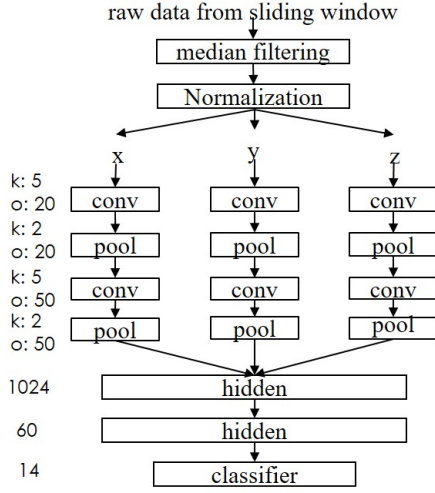 raw data from sliding window
median filtering
Normalization
x y z
k: 5
o: 20 conv conv conv
k: 2
o: 20 pool pool pool
k: 5
o: 50 conv conv conv
k: 2
o: 50 pool pool pool
1024 hidden
60 hidden
14 classifier